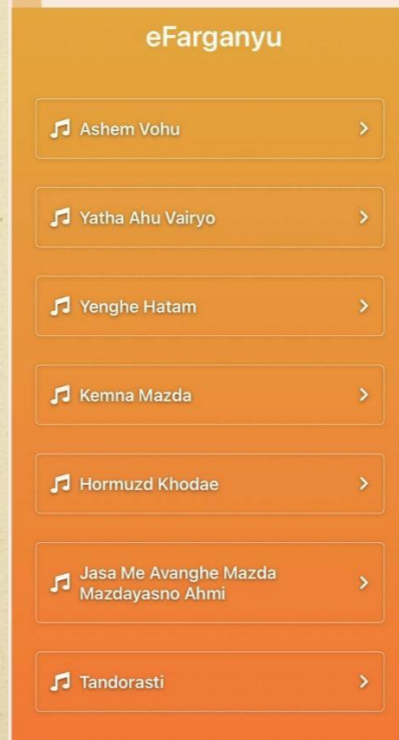 eFarganyu
Ashem Vohu
Yatha Ahu Vairyo
Yenghe Hatam
Kemna Mazda
Hormuzd Khodae
Jasa Me Avanghe Mazda
Mazdayasno Ahmi
Tandorasti